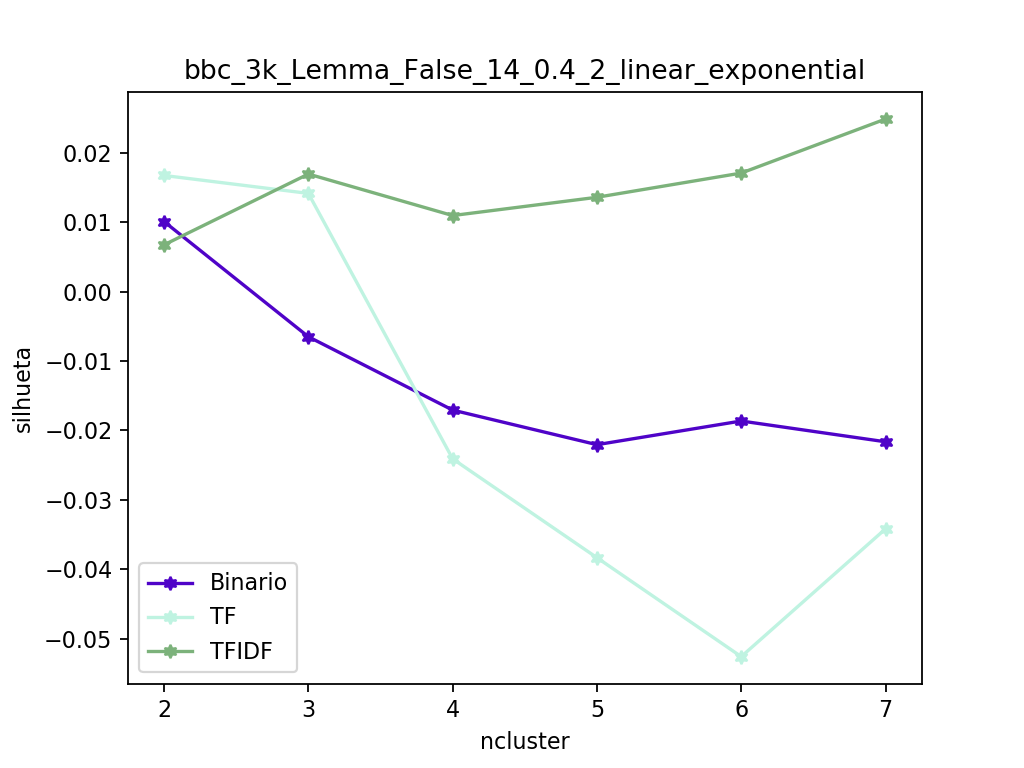 bbc_3k_Lemma_False_14_0.4_2_linear_exponential
silhueta
0.02
0.01
0.00
−0.01
−0.02
−0.03
−0.04
−0.05
Binario
TF
TFIDF
2 3 4 5 6 7
ncluster